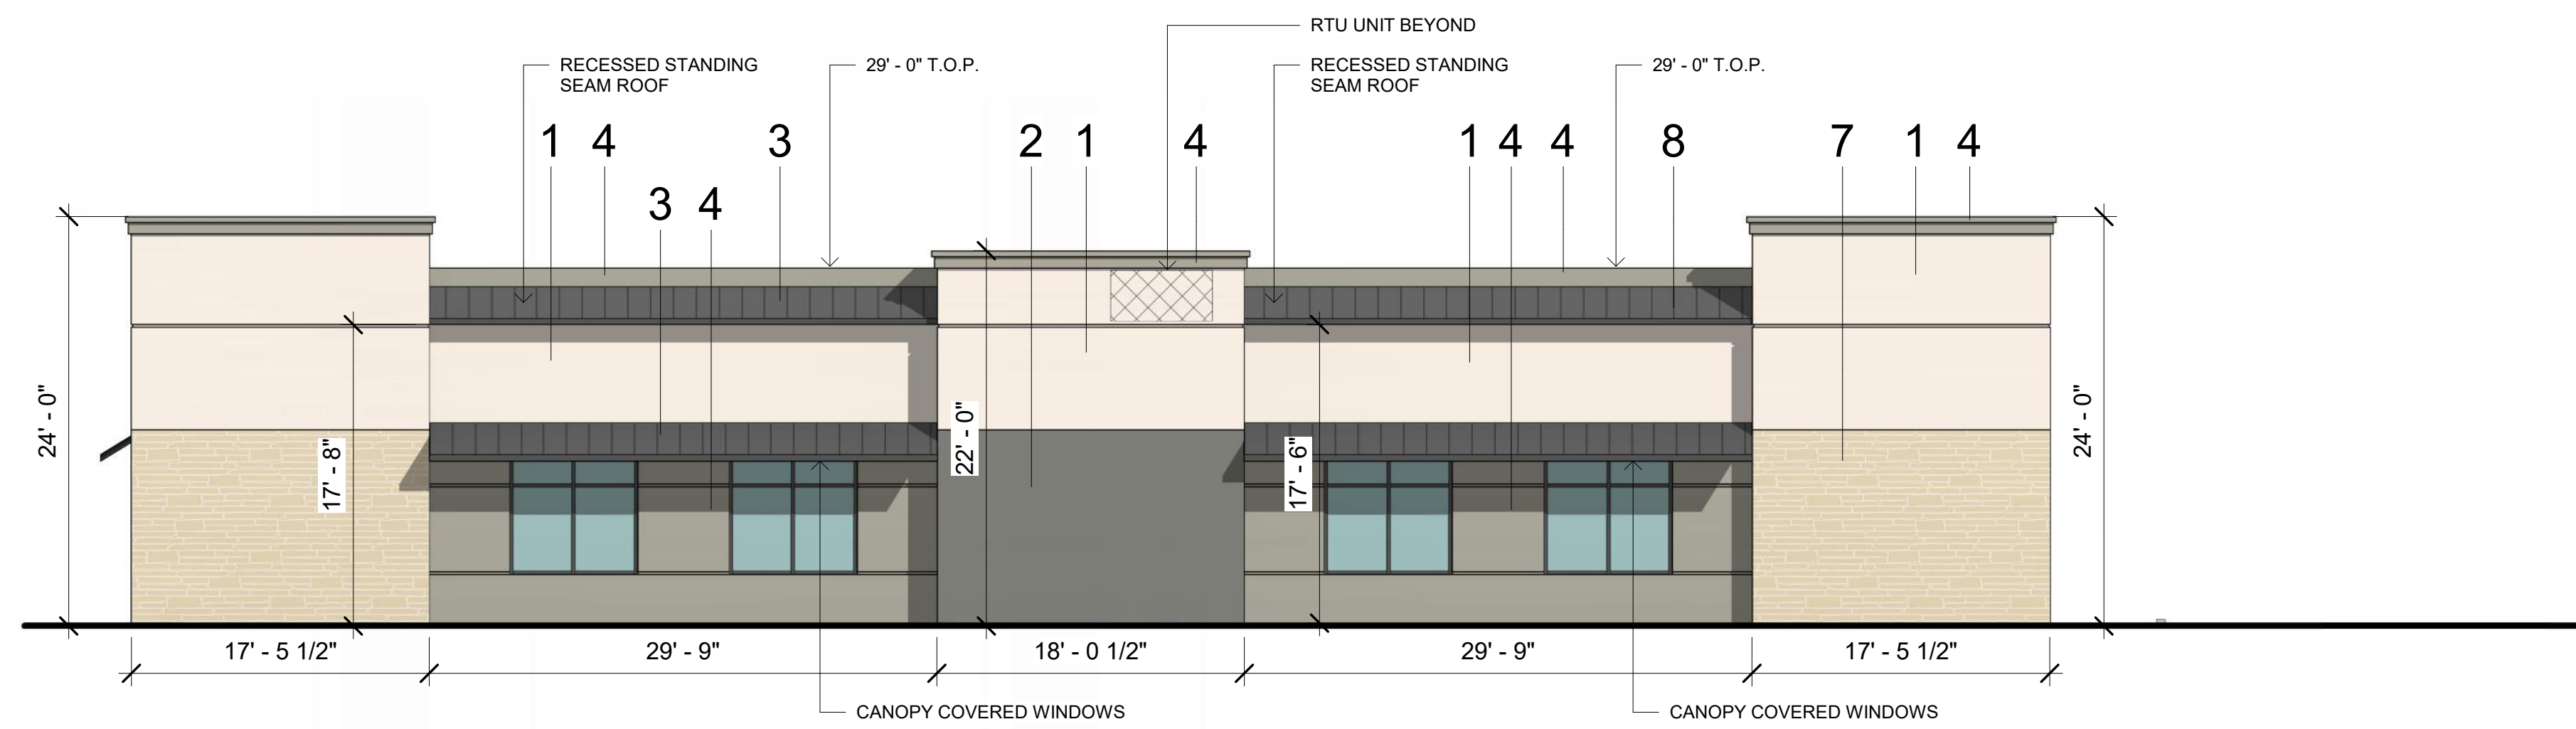 RTU UNIT BEYOND
RECESSED STANDING
SEAM ROOF
29' - 0" T.O.P.
RECESSED STANDING
SEAM ROOF
29' - 0" T.O.P.
1 4 3 2 1 4 1 4 4 8 7 1 4
3 4
24' - 0"
17' - 8"
22' - 0"
17' - 6"
24' - 0"
17' - 5 1/2"
29' - 9"
18' - 0 1/2"
29' - 9"
17' - 5 1/2"
CANOPY COVERED WINDOWS
CANOPY COVERED WINDOWS